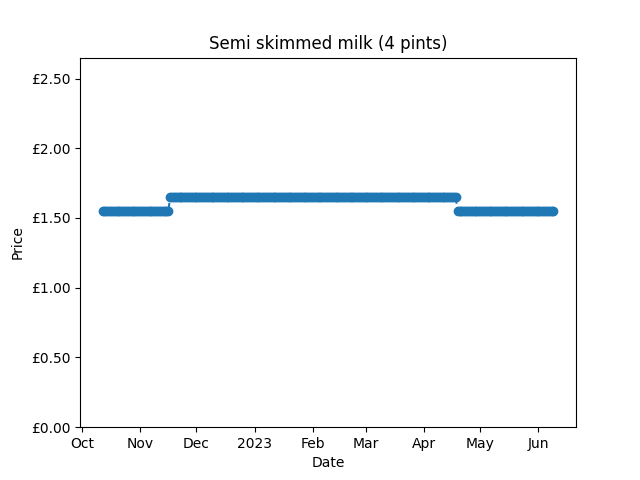 Semi skimmed milk (4 pints)
£2.50
£2.00
£1.50
£1.00
£0.50
£0.00
Price
Oct Nov Dec 2023 Feb Mar Apr May Jun
Date